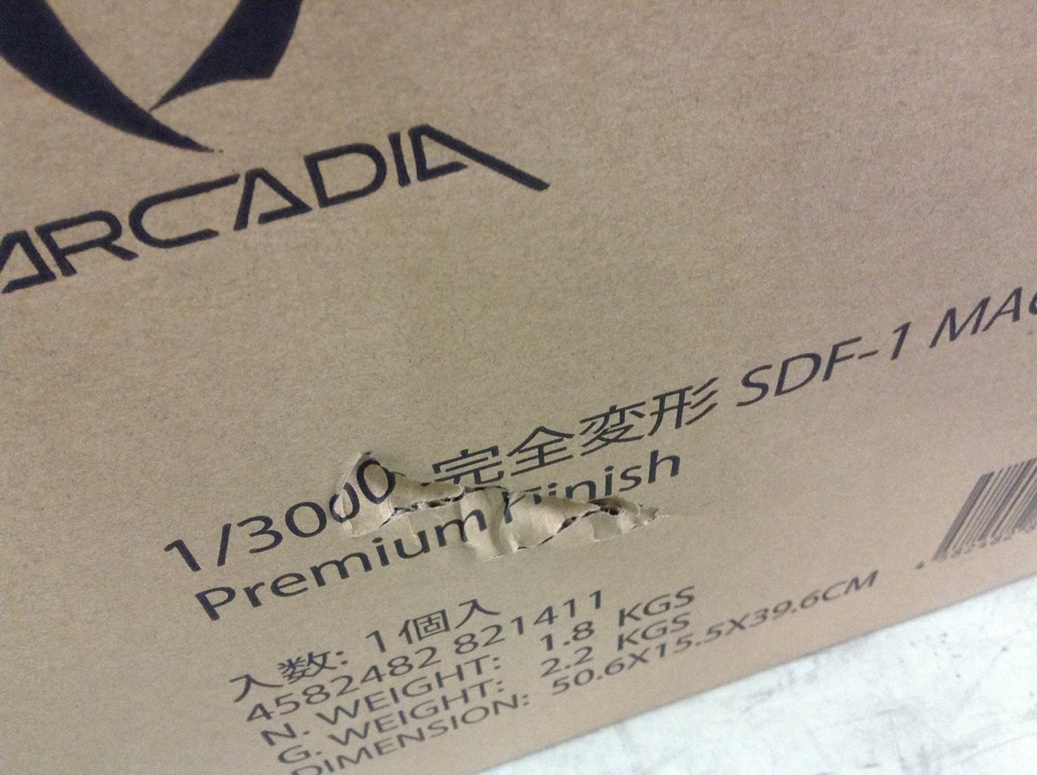 ARCADIA
1/3000 完全変形 SDF-1
Premium Finish
入数: 1個入
4582482 821411
N. WEIGHT: 1.8 KGS
G. WEIGHT: 2.2 KGS
DIMENSION: 50.6X15.5X39.6CM